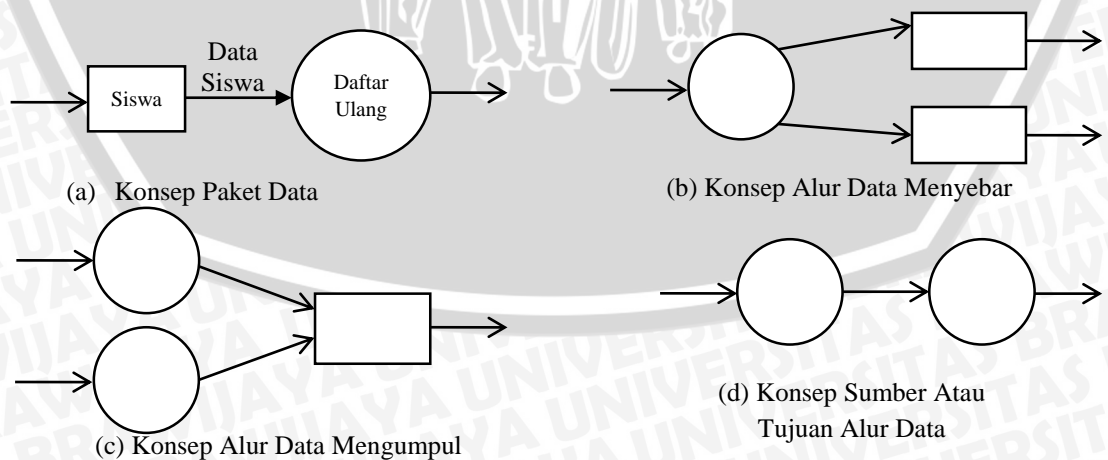 Data
Siswa
Siswa
Daftar
Ulang
(a) Konsep Paket Data
(b) Konsep Alur Data Menyebar
(c) Konsep Alur Data Mengumpul
(d) Konsep Sumber Atau
Tujuan Alur Data